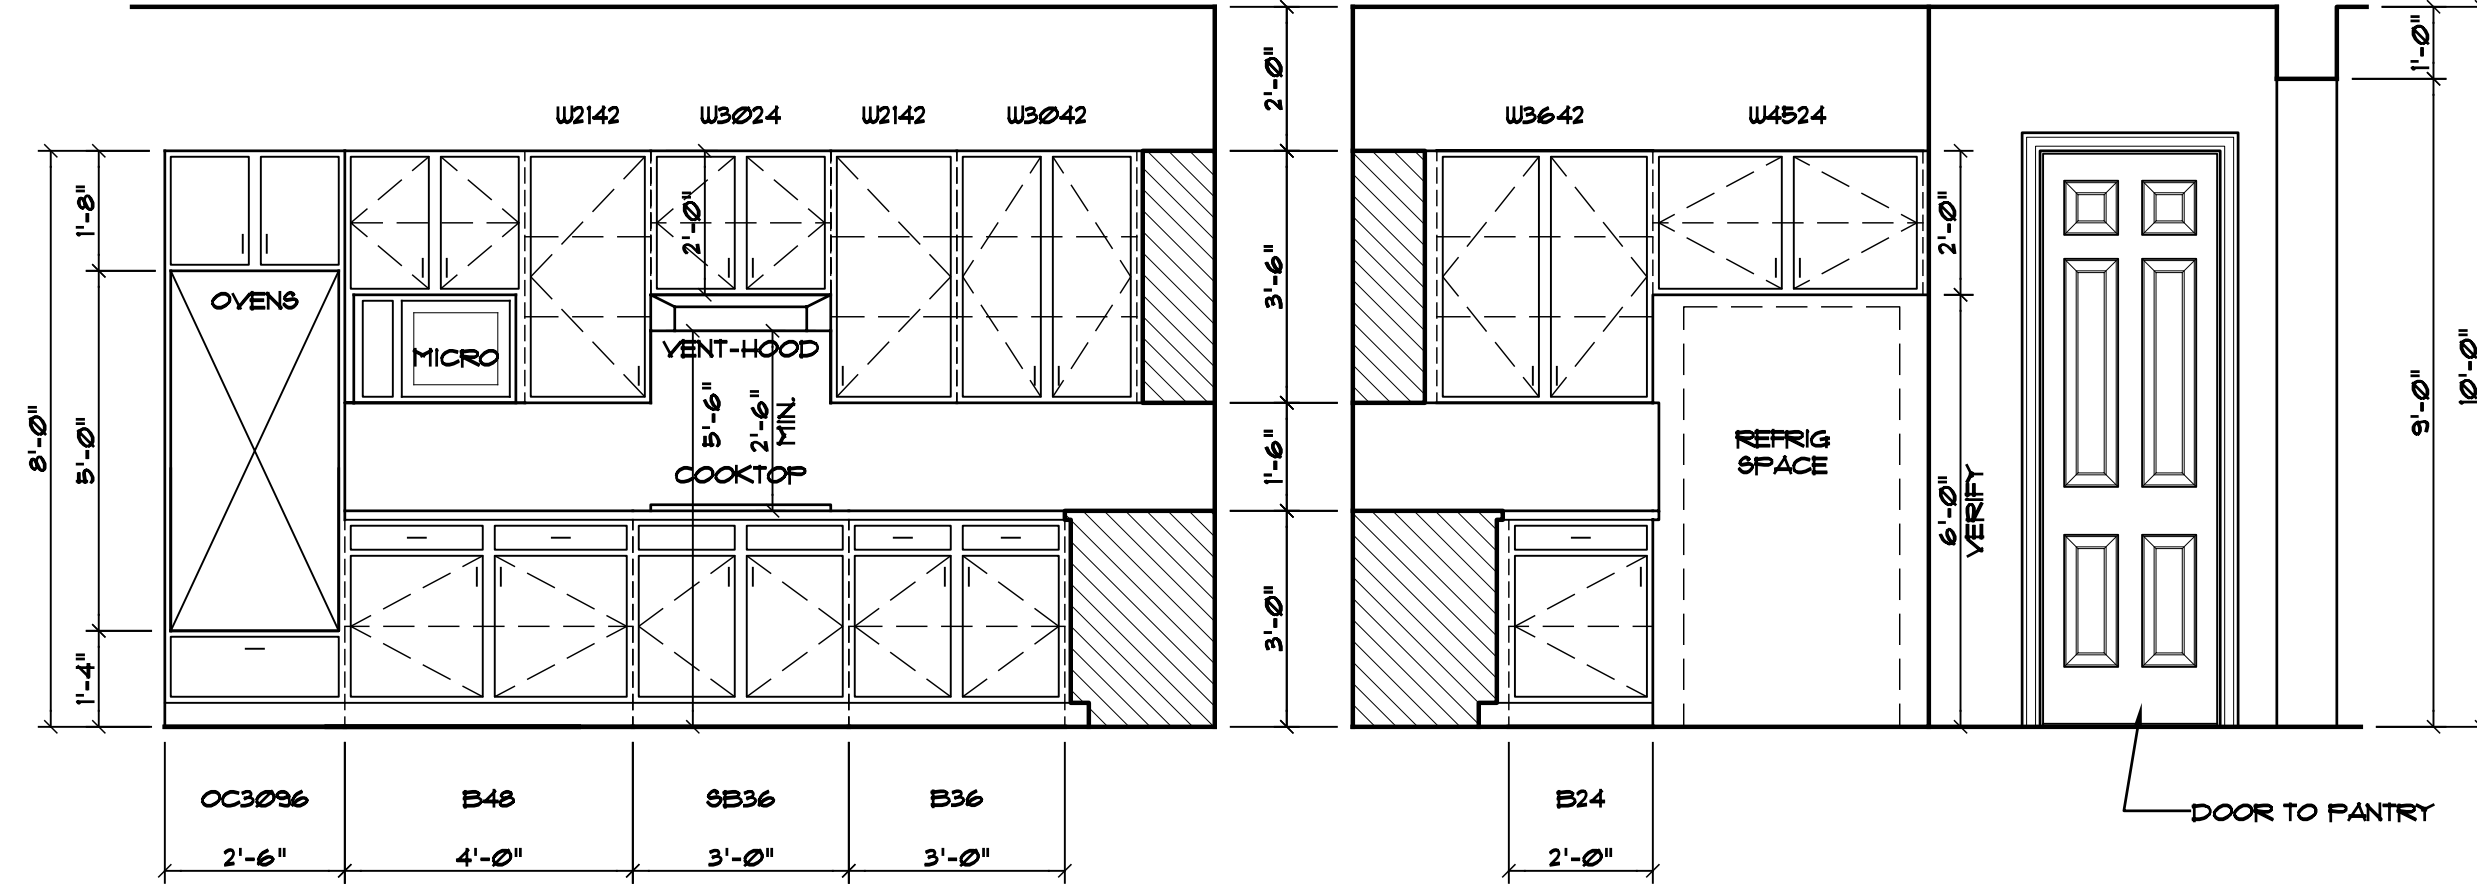 W2142 W3024 W2142 W3042
W3642 W4524
2'-0"
1'-0"
1'-8"
2'-0"
2'-0"
OVENS
3'-6"
MICRO
VENT-HOOD
10'-0"
8'-0"
5'-0"
5'-6"
2'-6"
MIN.
9'-0"
REFRIG
SPACE
1'-6"
COOKTOP
6'-0"
VERIFY
3'-0"
1'-4"
OC3096 B48 SB36 B36
B24
DOOR TO PANTRY
2'-6" 4'-0" 3'-0" 3'-0"
2'-0"